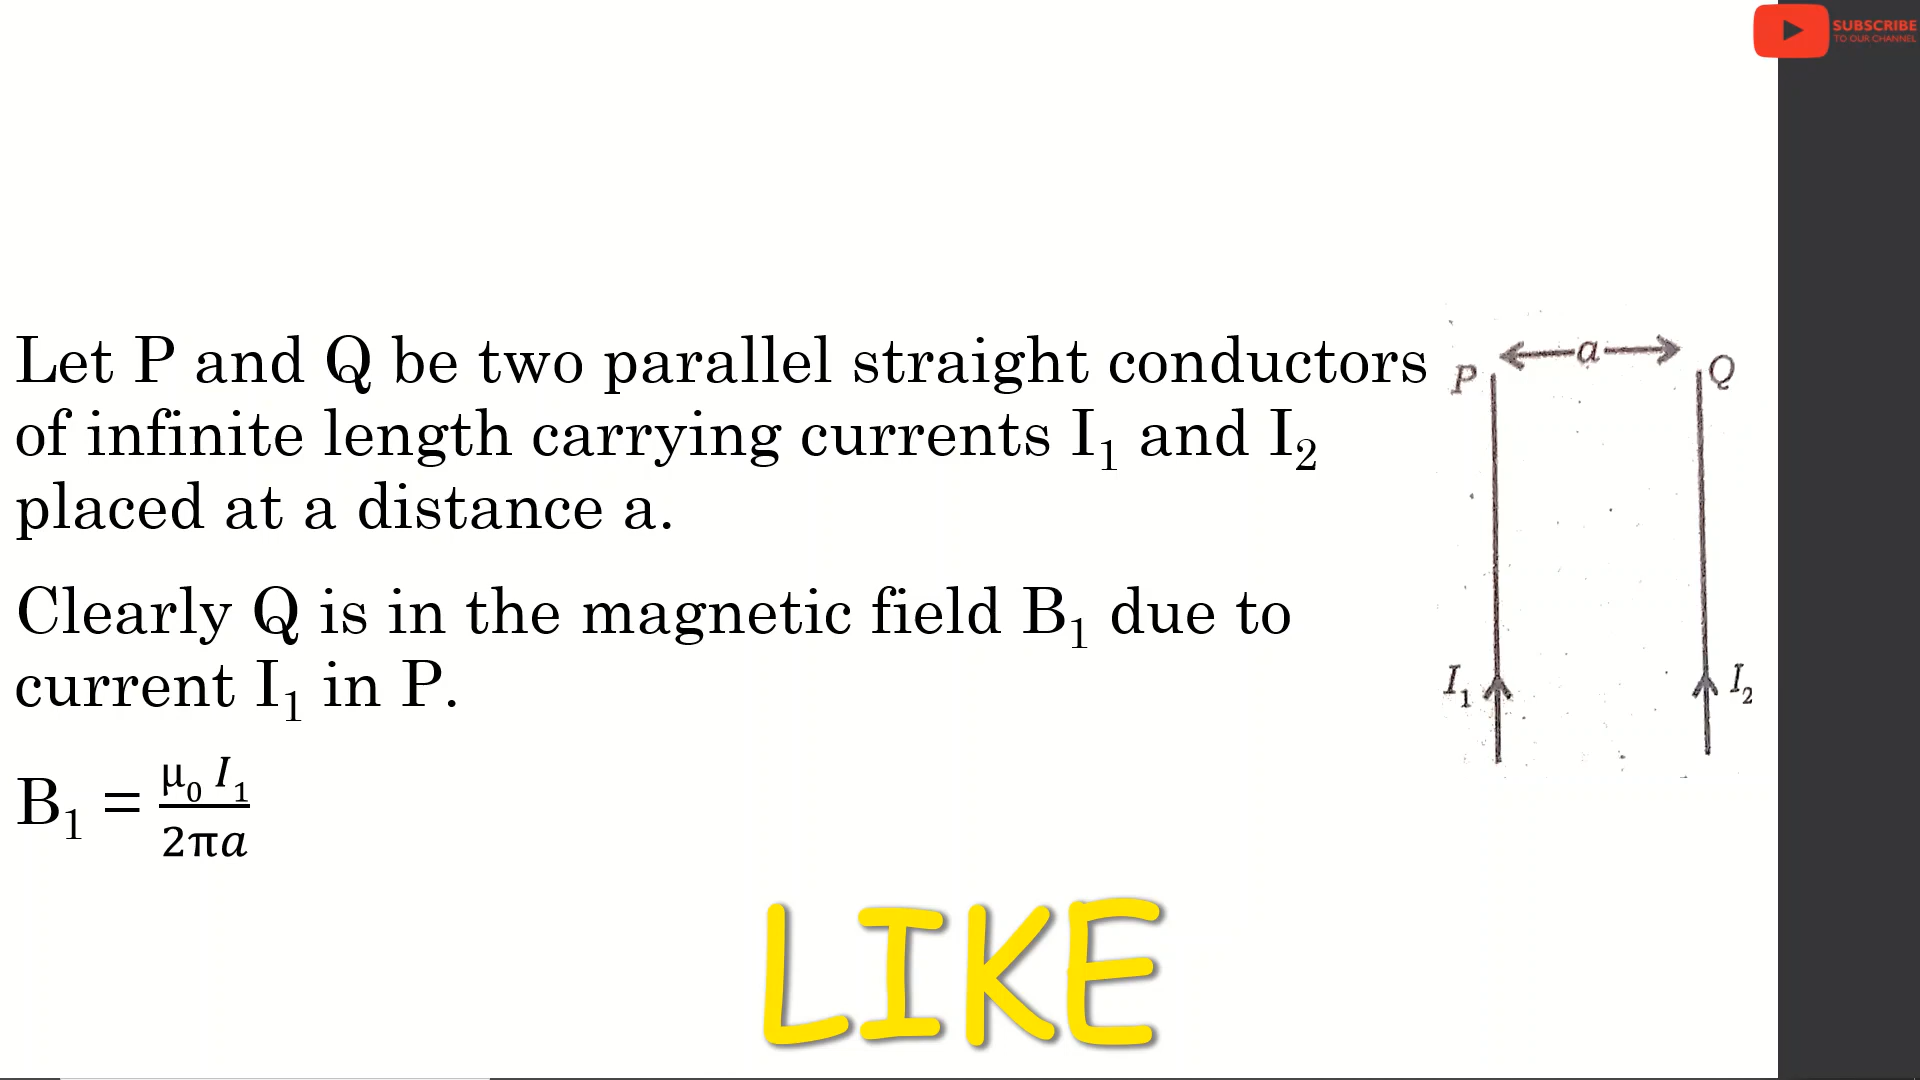 SUBSCRIBE
TO OUR CHANNEL
Let P and Q be two parallel straight conductors
of infinite length carrying currents I₁ and I₂
placed at a distance a.
Clearly Q is in the magnetic field B₁ due to
current I₁ in P.
B₁ = μ₀ I₁ / 2πa
P a Q
I₁ I₂
LIKE